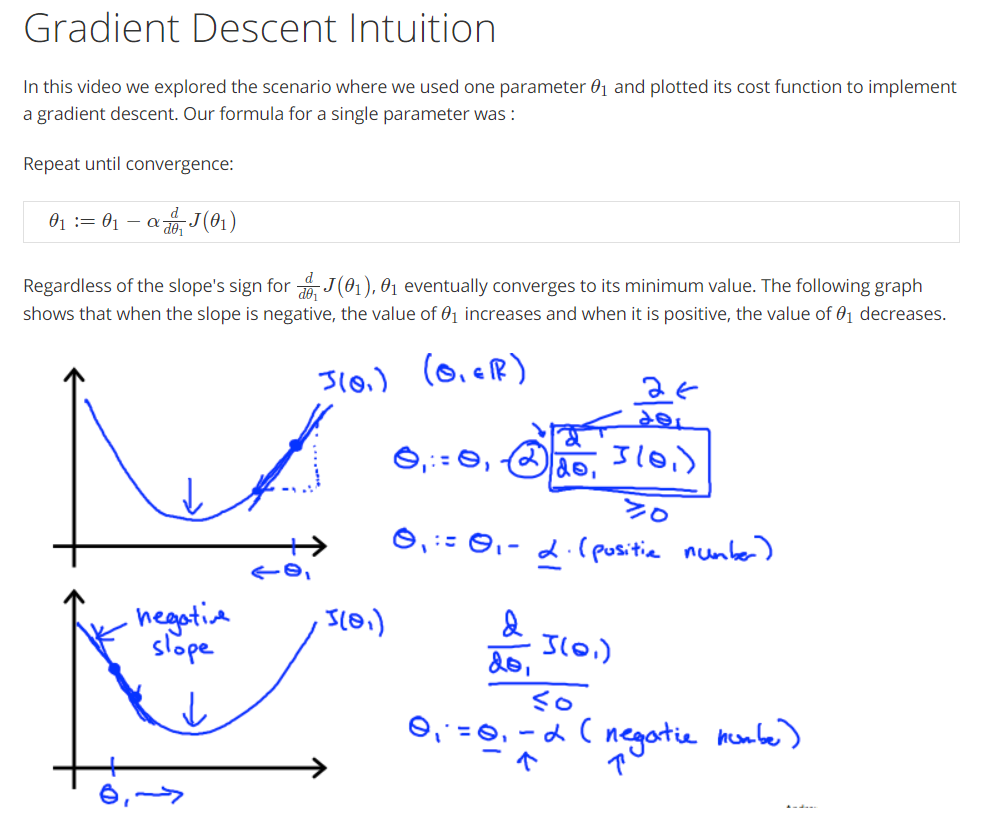 Gradient Descent Intuition
In this video we explored the scenario where we used one parameter θ₁ and plotted its cost function to implement
a gradient descent. Our formula for a single parameter was :
Repeat until convergence:
θ₁ := θ₁ − α d/dθ₁ J(θ₁)
Regardless of the slope's sign for d/dθ₁ J(θ₁), θ₁ eventually converges to its minimum value. The following graph
shows that when the slope is negative, the value of θ₁ increases and when it is positive, the value of θ₁ decreases.
J(θ₁) (θ₁ ∈ ℝ)
∂/∂θ₁ ←
θ₁ := θ₁ - α d/dθ₁ J(θ₁)
≥ 0
θ₁ := θ₁ - α · (positive number)
← θ₁
negative
slope
J(θ₁)
d/dθ₁ J(θ₁)
≤ 0
θ₁ := θ₁ - α (negative number)
↑ ↑
θ₁ →